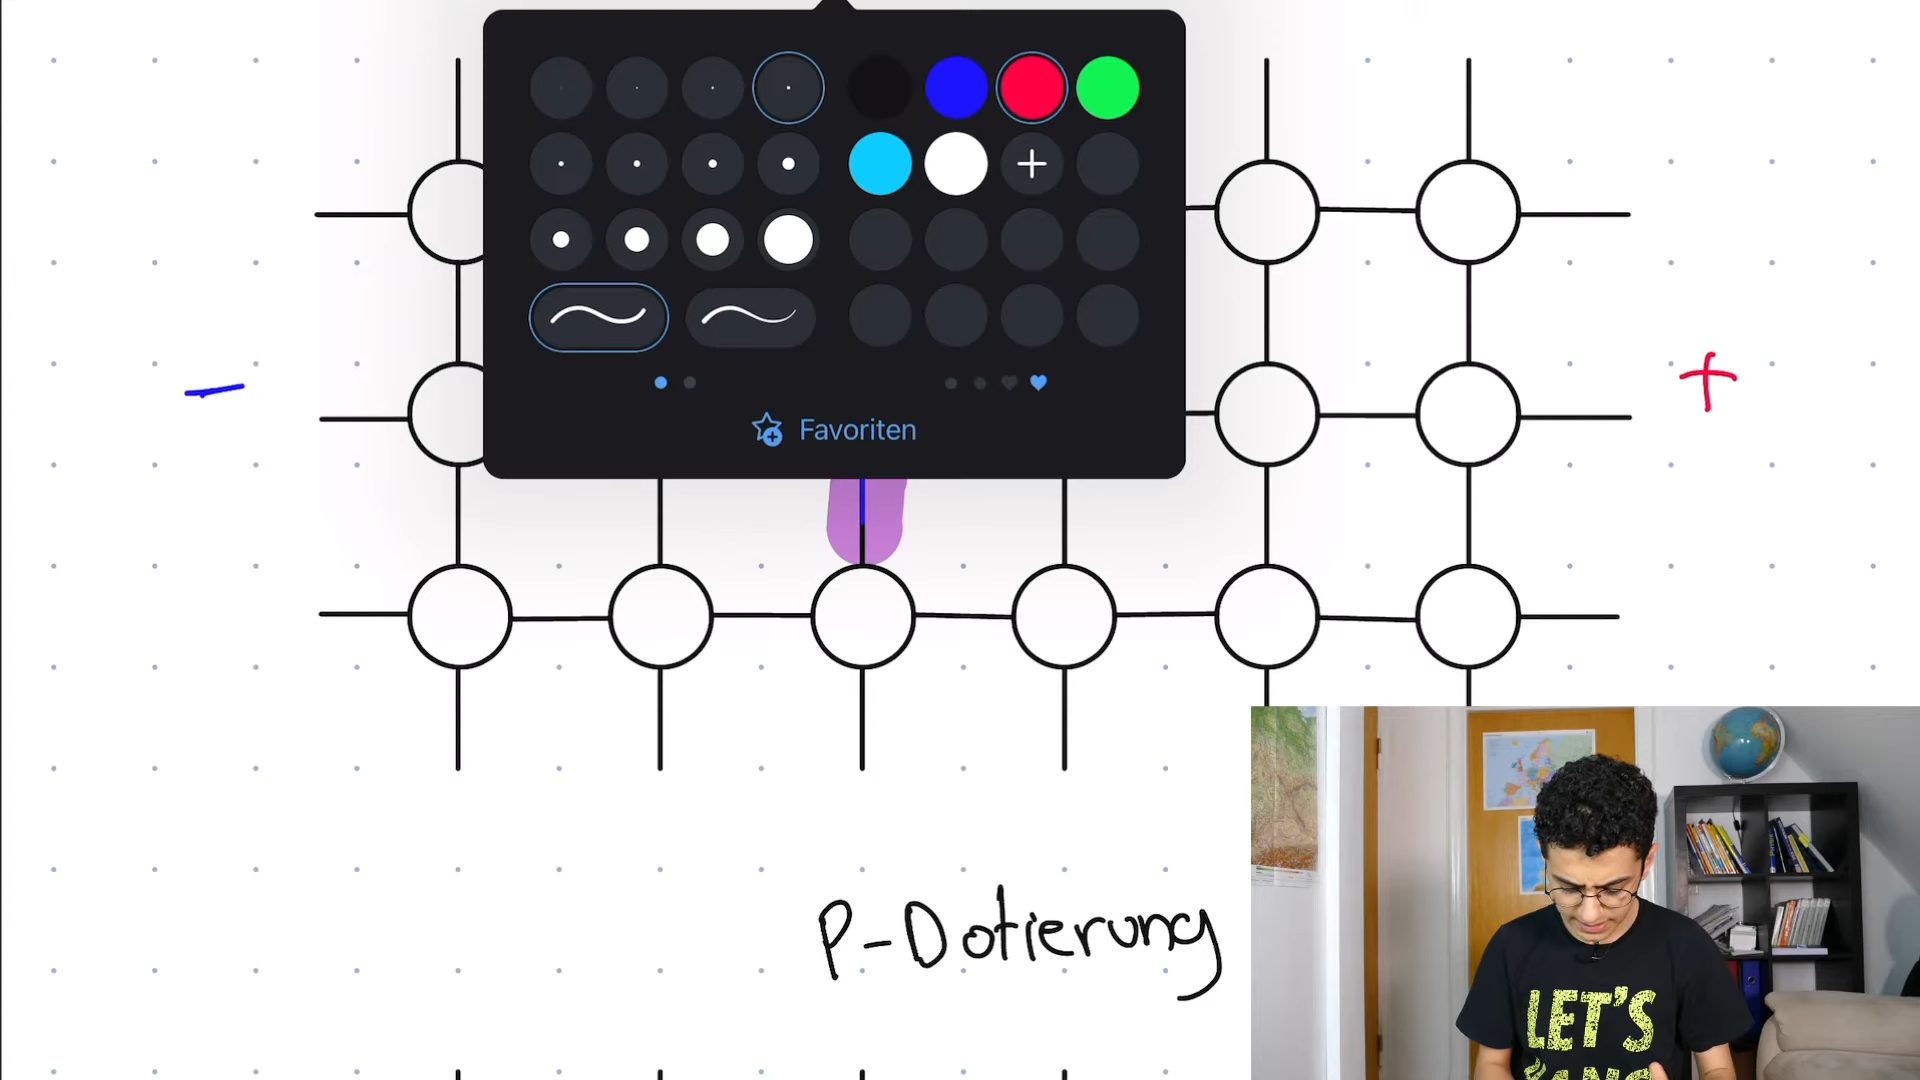 Favoriten
-
+
P-Dotierung
LET'S